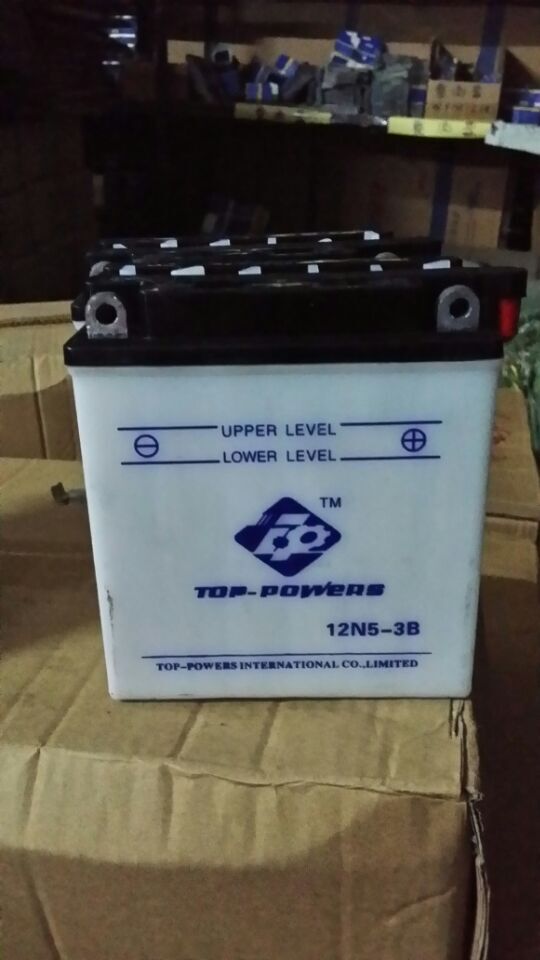 UPPER LEVEL
LOWER LEVEL
TM
TOP-POWERS
12N5-3B
TOP-POWERS INTERNATIONAL CO.,LIMITED